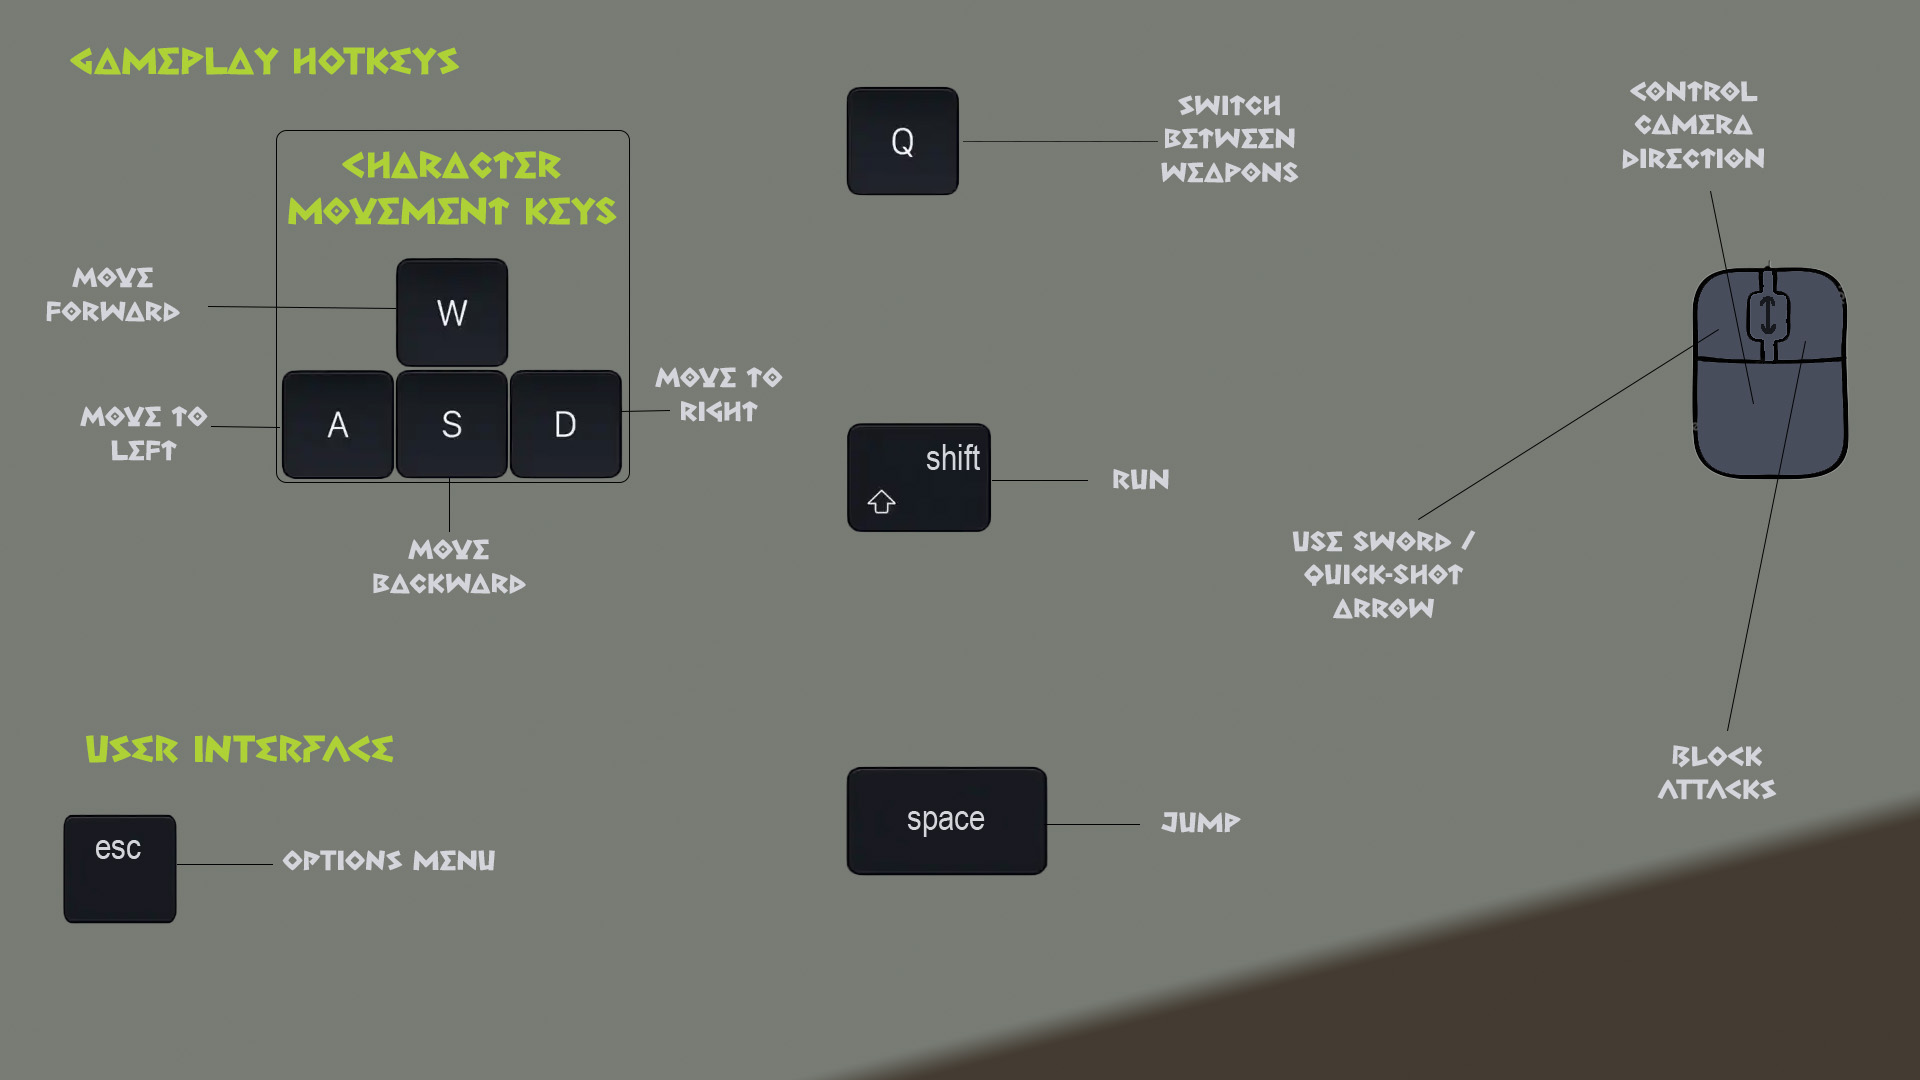 GAMEPLAY HOTKEYS
CHARACTER
MOVEMENT KEYS
MOVE
FORWARD
W
MOVE TO
LEFT
A
S
D
MOVE TO
RIGHT
MOVE
BACKWARD
Q
SWITCH
BETWEEN
WEAPONS
shift
RUN
space
JUMP
CONTROL
CAMERA
DIRECTION
USE SWORD /
QUICK-SHOT
ARROW
BLOCK
ATTACKS
USER INTERFACE
esc
OPTIONS MENU